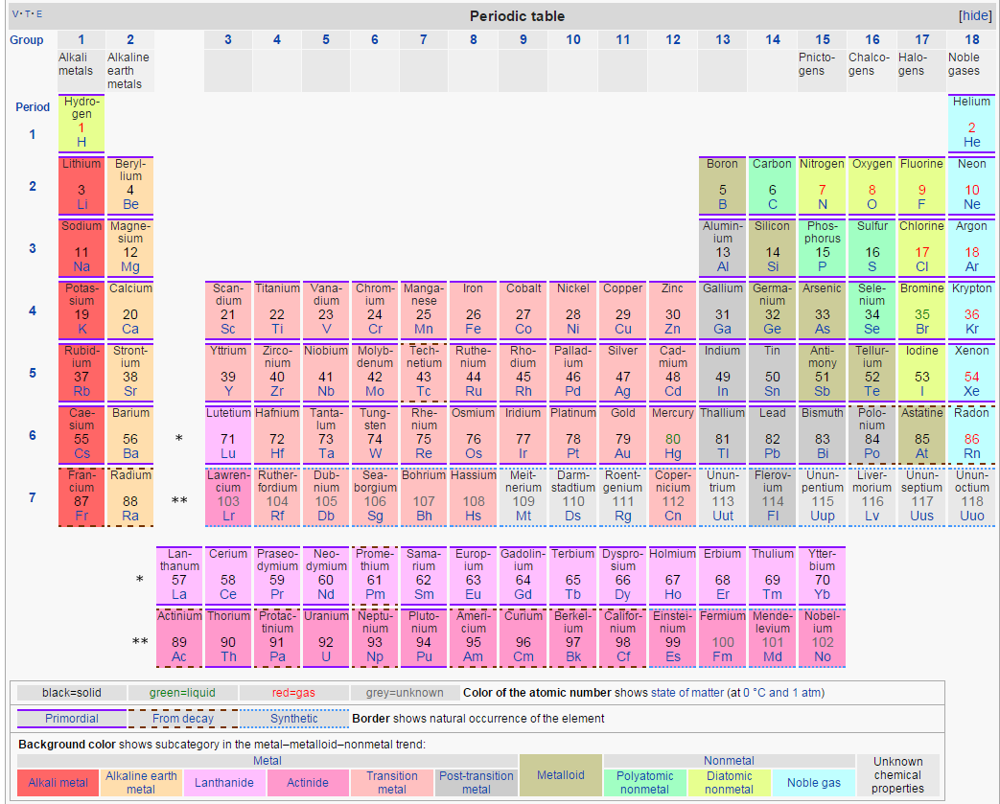 V·T·E Periodic table [hide]
Group 1 2 3 4 5 6 7 8 9 10 11 12 13 14 15 16 17 18
Alkali Alkaline Pnicto- Chalco- Halo- Noble
metals earth gens gens gens gases
metals
Period
Hydro- Helium
gen
1 1 2
H He
Lithium Beryl- Boron Carbon Nitrogen Oxygen Fluorine Neon
lium
2 3 4 5 6 7 8 9 10
Li Be B C N O F Ne
Sodium Magne- Alumin- Silicon Phos- Sulfur Chlorine Argon
sium ium phorus
3 11 12 13 14 15 16 17 18
Na Mg Al Si P S Cl Ar
Potas- Calcium Scan- Titanium Vana- Chrom- Manga- Iron Cobalt Nickel Copper Zinc Gallium Germa- Arsenic Sele- Bromine Krypton
sium dium dium ium nese nium nium
4 19 20 21 22 23 24 25 26 27 28 29 30 31 32 33 34 35 36
K Ca Sc Ti V Cr Mn Fe Co Ni Cu Zn Ga Ge As Se Br Kr
Rubid- Stront- Yttrium Zirco- Niobium Molyb- Tech- Ruthe- Rho- Pallad- Silver Cad- Indium Tin Anti- Tellur- Iodine Xenon
ium ium nium denum netium nium dium ium mium mony ium
5 37 38 39 40 41 42 43 44 45 46 47 48 49 50 51 52 53 54
Rb Sr Y Zr Nb Mo Tc Ru Rh Pd Ag Cd In Sn Sb Te I Xe
Cae- Barium Lutetium Hafnium Tanta- Tung- Rhe- Osmium Iridium Platinum Gold Mercury Thallium Lead Bismuth Polo- Astatine Radon
sium lum sten nium nium
6 55 56 * 71 72 73 74 75 76 77 78 79 80 81 82 83 84 85 86
Cs Ba Lu Hf Ta W Re Os Ir Pt Au Hg Tl Pb Bi Po At Rn
Fran- Radium Lawren- Ruther- Dub- Sea- Bohrium Hassium Meit- Darm- Roent- Coper- Unun- Flerov- Unun- Liver- Unun- Unun-
cium cium fordium nium borgium nerium stadtium genium nicium trium ium pentium morium septium octium
7 87 88 ** 103 104 105 106 107 108 109 110 111 112 113 114 115 116 117 118
Fr Ra Lr Rf Db Sg Bh Hs Mt Ds Rg Cn Uut Fl Uup Lv Uus Uuo
Lan- Cerium Praseo- Neo- Prome- Sama- Europ- Gadolin- Terbium Dyspro- Holmium Erbium Thulium Ytter-
thanum dymium dymium thium rium ium ium sium bium
* 57 58 59 60 61 62 63 64 65 66 67 68 69 70
La Ce Pr Nd Pm Sm Eu Gd Tb Dy Ho Er Tm Yb
Actinium Thorium Protac- Uranium Neptu- Pluto- Ameri- Curium Berkel- Califor- Einstei- Fermium Mende- Nobel-
tinium nium nium cium ium nium nium levium ium
** 89 90 91 92 93 94 95 96 97 98 99 100 101 102
Ac Th Pa U Np Pu Am Cm Bk Cf Es Fm Md No
black=solid green=liquid red=gas grey=unknown Color of the atomic number shows state of matter (at 0 °C and 1 atm)
Primordial From decay Synthetic Border shows natural occurrence of the element
Background color shows subcategory in the metal–metalloid–nonmetal trend:
Metal Metalloid Nonmetal Unknown chemical properties
Alkali metal Alkaline earth metal Lanthanide Actinide Transition metal Post-transition metal Polyatomic nonmetal Diatomic nonmetal Noble gas